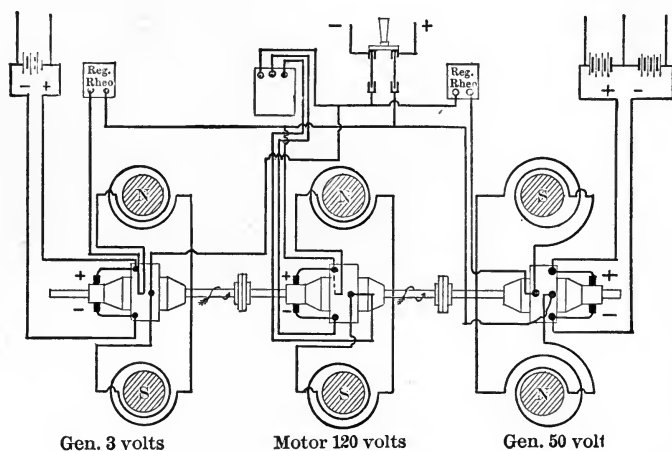 − +
Reg.
Rheo
Reg.
Rheo
− +
+ −
N
N
S
+
−
+
−
+
−
S
S
N
Gen. 3 volts
Motor 120 volts
Gen. 50 volt